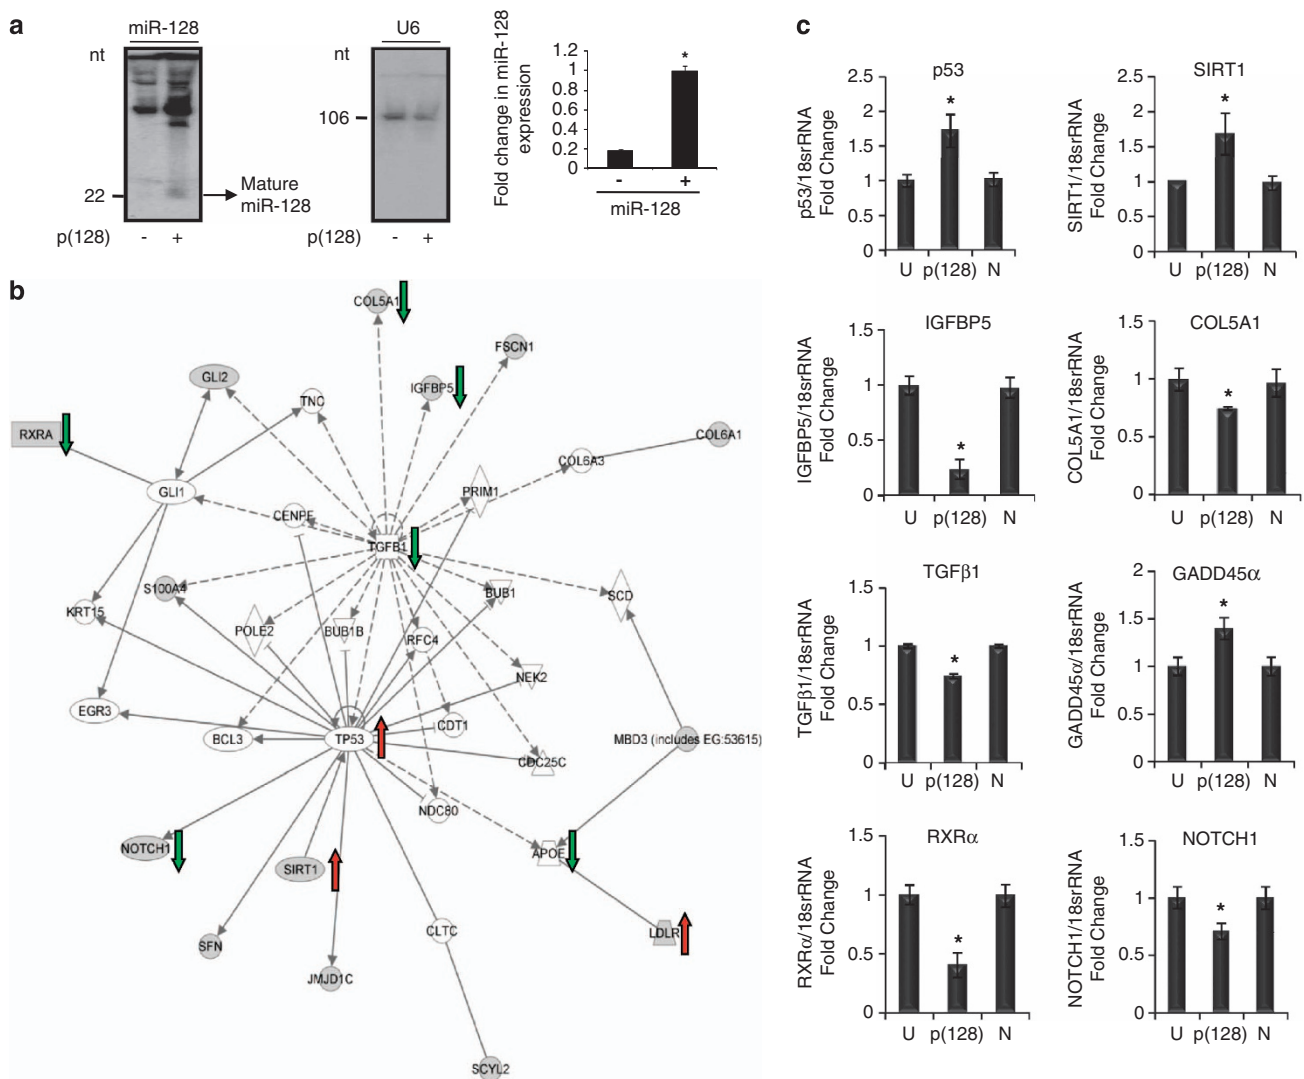 a
miR-128
nt
22
Mature
miR-128
p(128) - +
U6
nt
106
p(128) - +
Fold change in miR-128
expression
1.2
1
0.8
0.6
0.4
0.2
0
*
- +
miR-128
b
COL5A1
FSCN1
GLI2
IGFBP5
TNC
RXRA
COL6A1
COL6A3
GLI1
PRIM1
CENPF
TGFB1
S100A4
BUB1
SCD
KRT15
POLE2
BUB1B
RFC4
NEK2
EGR3
BCL3
TP53
CDT1
MBD3 (includes EG:53615)
CDC25C
NDC80
NOTCH1
SIRT1
APOE
SFN
CLTC
LDLR
JMJD1C
SCYL2
c
p53
p53/18srRNA
Fold Change
2.5
2
1.5
1
0.5
0
*
U p(128) N
SIRT1
SIRT1/18srRNA
Fold Change
2.5
2
1.5
1
0.5
0
*
U p(128) N
IGFBP5
IGFBP5/18srRNA
Fold Change
1.5
1
0.5
0
*
U p(128) N
COL5A1
COL5A1/18srRNA
Fold Change
1.5
1
0.5
0
*
U p(128) N
TGFβ1
TGFβ1/18srRNA
Fold Change
1.5
1
0.5
0
*
U p(128) N
GADD45α
GADD45α/18srRNA
Fold Change
2
1.5
1
0.5
0
*
U p(128) N
RXRα
RXRα/18srRNA
Fold Change
1.5
1
0.5
0
*
U p(128) N
NOTCH1
NOTCH1/18srRNA
Fold Change
1.5
1
0.5
0
*
U p(128) N